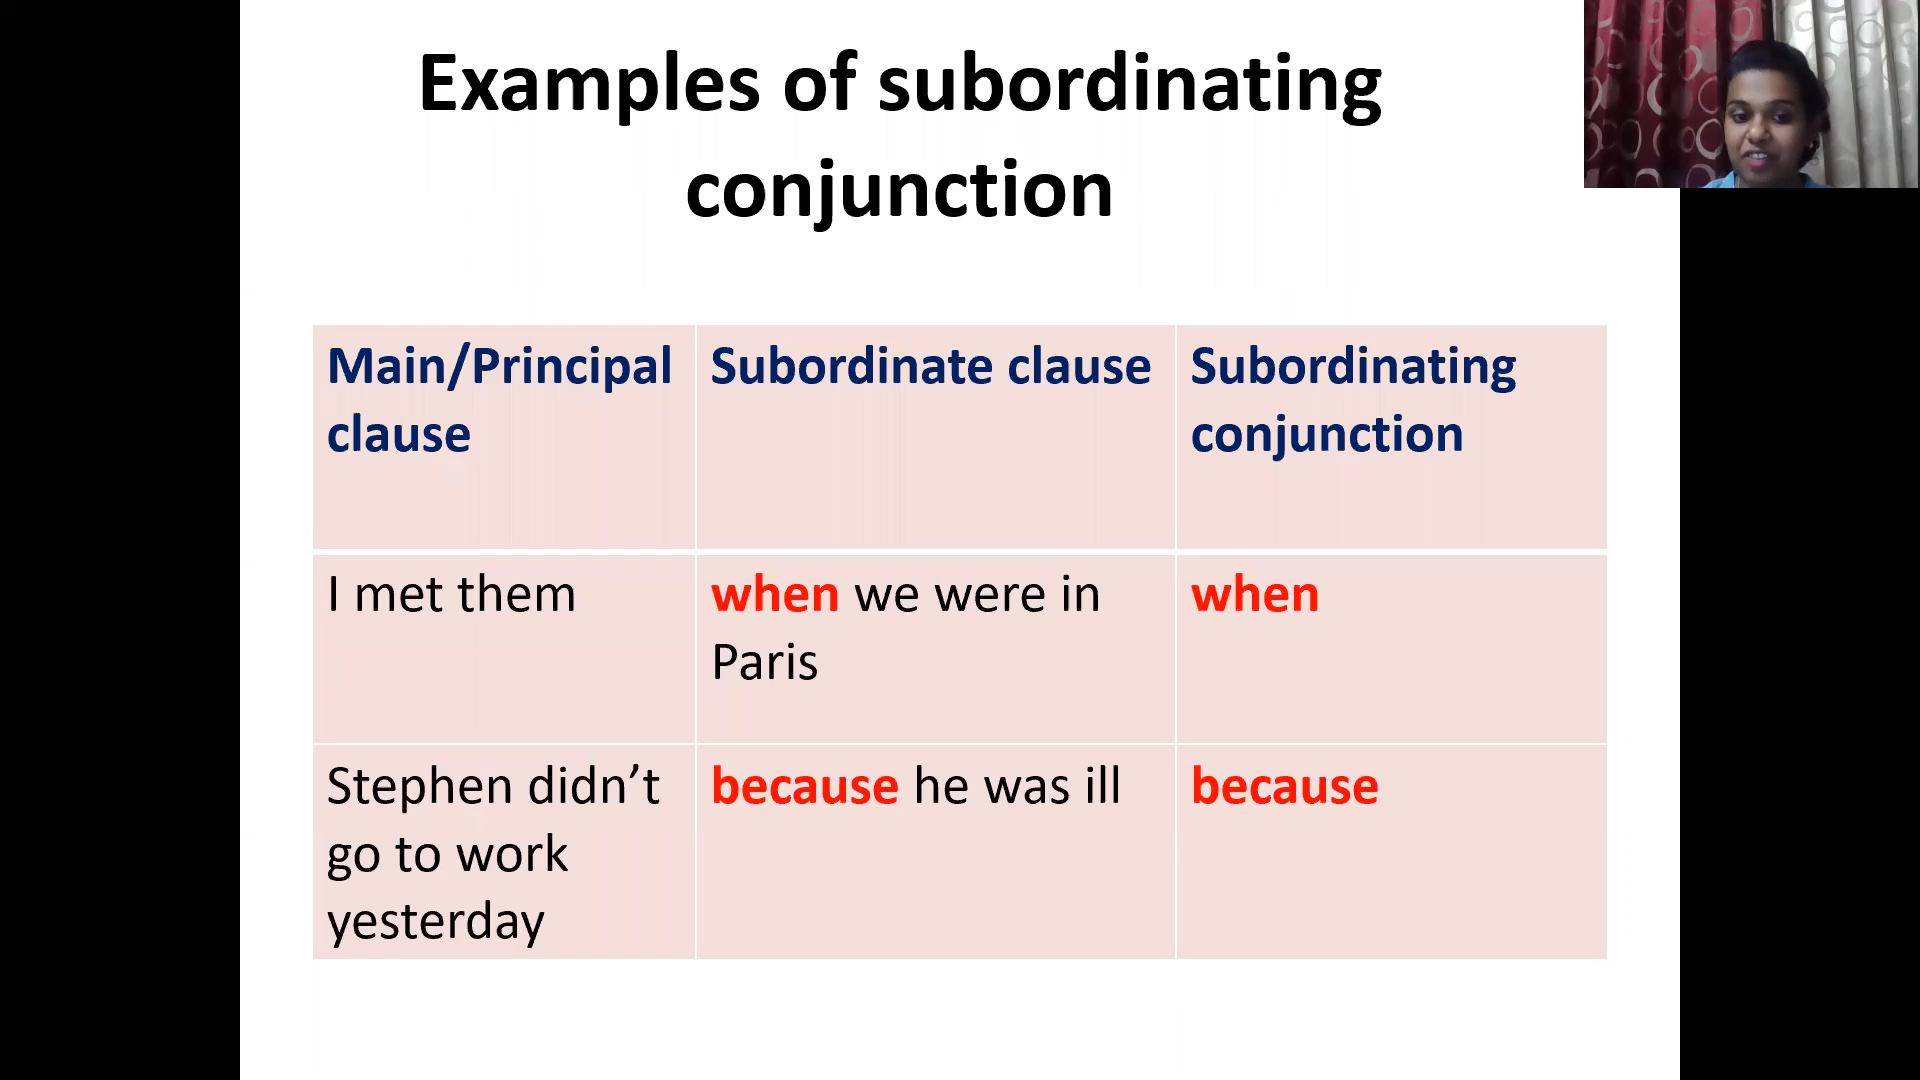 Examples of subordinating
conjunction
Main/Principal
clause
Subordinate clause
Subordinating
conjunction
I met them
when we were in
Paris
when
Stephen didn’t
go to work
yesterday
because he was ill
because